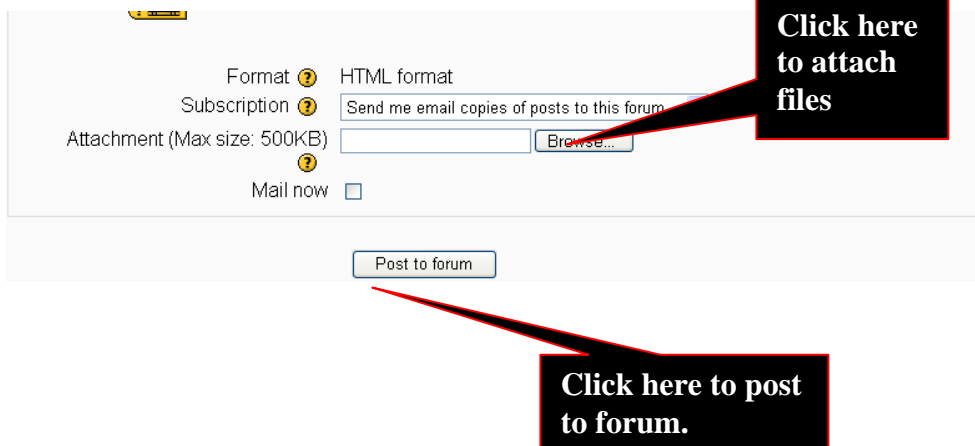 Click here
to attach
files
Format ? HTML format
Subscription ? Send me email copies of posts to this forum
Attachment (Max size: 500KB) Browse...
?
Mail now
Post to forum
Click here to post
to forum.